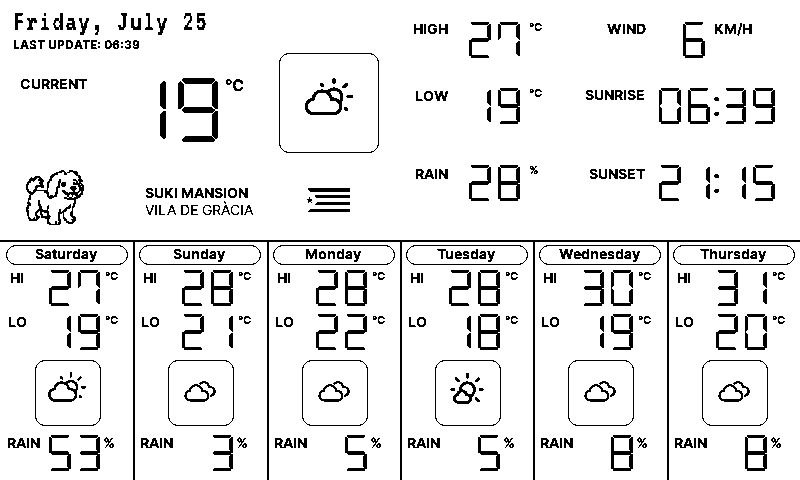 Friday, July 25
LAST UPDATE: 06:39
CURRENT 19 °C
SUKI MANSION
VILA DE GRÀCIA
HIGH 27 °C
LOW 19 °C
RAIN 28 %
WIND 6 KM/H
SUNRISE 06:39
SUNSET 21:15
Saturday
HI 27 °C
LO 19 °C
RAIN 53 %
Sunday
HI 28 °C
LO 21 °C
RAIN 3 %
Monday
HI 28 °C
LO 22 °C
RAIN 5 %
Tuesday
HI 28 °C
LO 18 °C
RAIN 5 %
Wednesday
HI 30 °C
LO 19 °C
RAIN 8 %
Thursday
HI 31 °C
LO 20 °C
RAIN 8 %